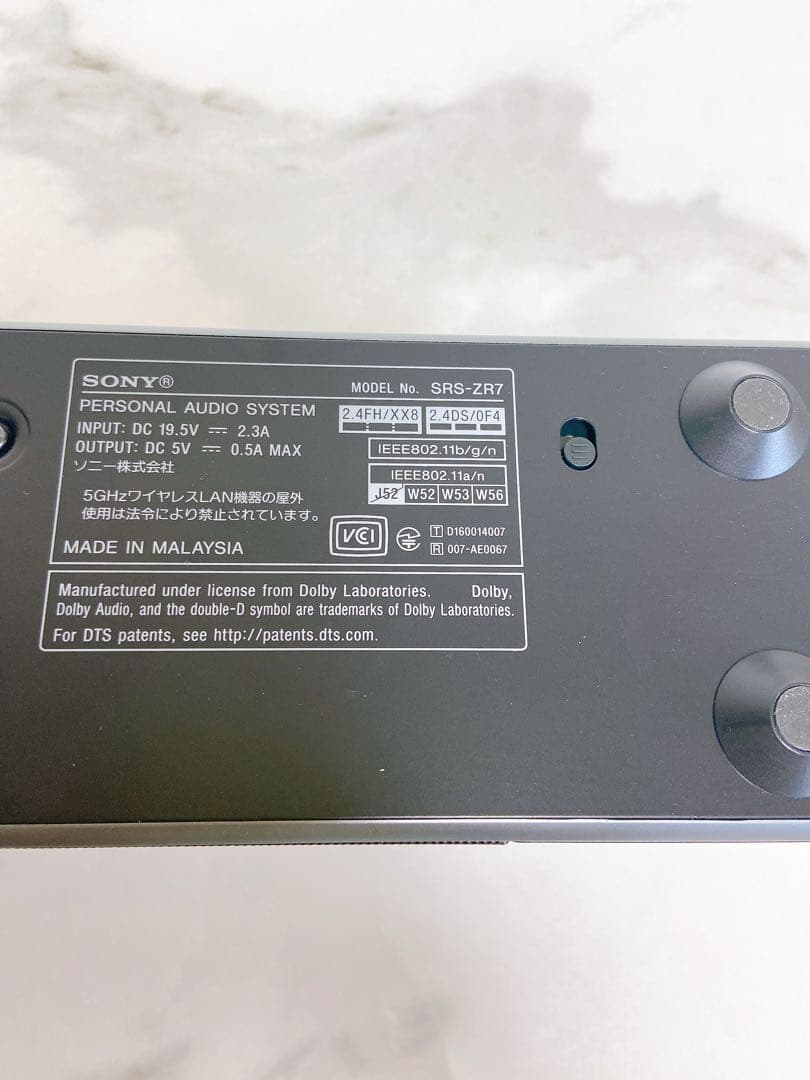 SONY®
MODEL No. SRS-ZR7
PERSONAL AUDIO SYSTEM
2.4FH/XX8 2.4DS/OF4
INPUT: DC 19.5V ⎓ 2.3A
OUTPUT: DC 5V ⎓ 0.5A MAX
IEEE802.11b/g/n
ソニー株式会社
IEEE802.11a/n
J52 W52 W53 W56
5GHzワイヤレスLAN機器の屋外
使用は法令により禁止されています。
VCI
T D160014007
R 007-AE0067
MADE IN MALAYSIA
Manufactured under license from Dolby Laboratories. Dolby,
Dolby Audio, and the double-D symbol are trademarks of Dolby Laboratories.
For DTS patents, see http://patents.dts.com.